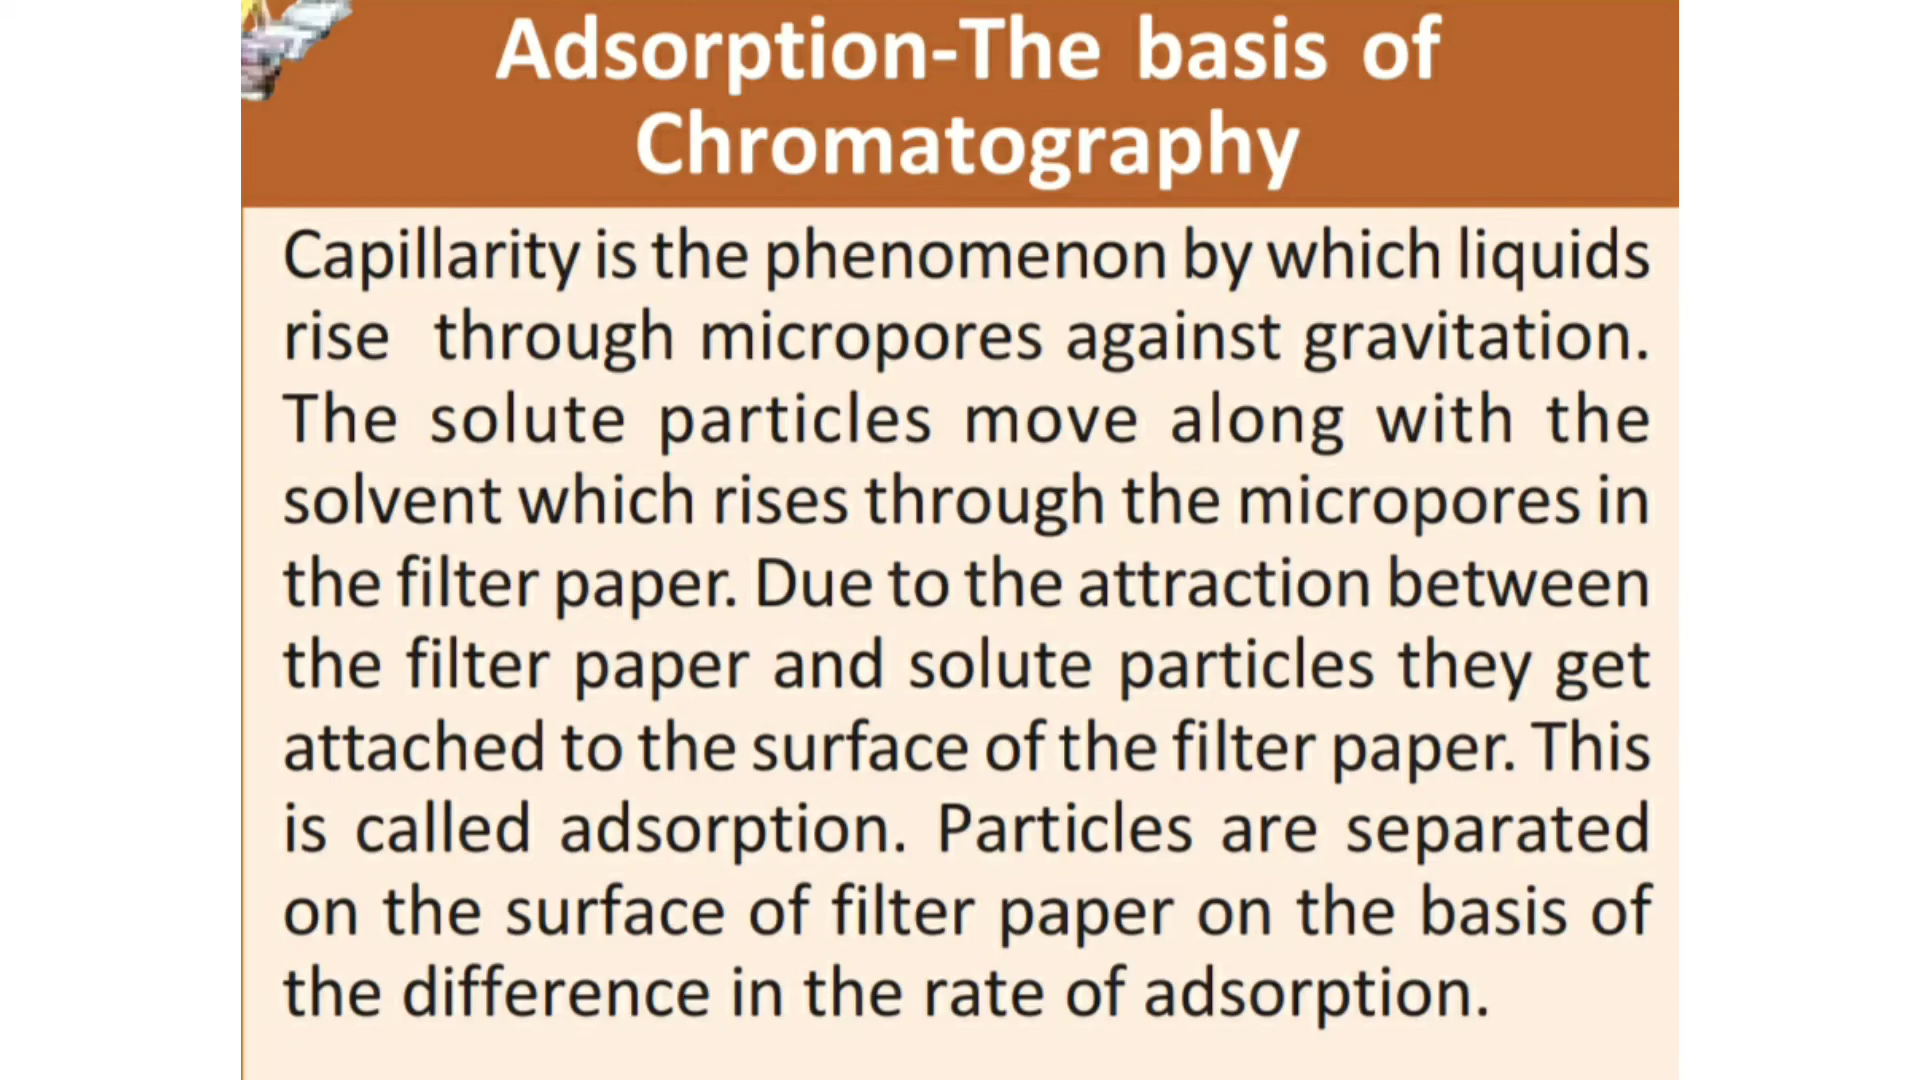 Adsorption-The basis of
Chromatography
Capillarity is the phenomenon by which liquids
rise through micropores against gravitation.
The solute particles move along with the
solvent which rises through the micropores in
the filter paper. Due to the attraction between
the filter paper and solute particles they get
attached to the surface of the filter paper. This
is called adsorption. Particles are separated
on the surface of filter paper on the basis of
the difference in the rate of adsorption.